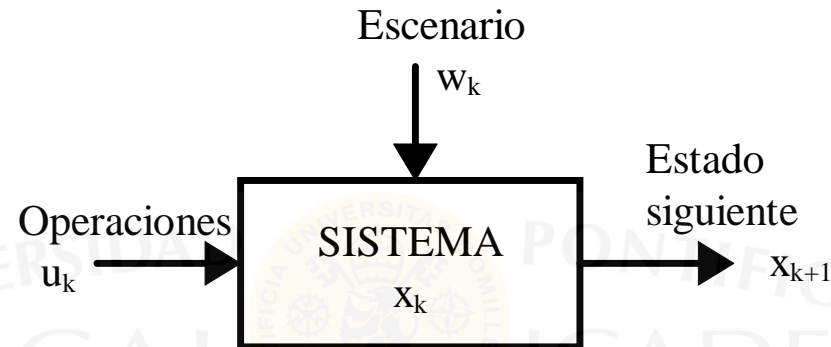 Escenario
wk
Estado
siguiente
Operaciones
uk
SISTEMA
xk
xk+1